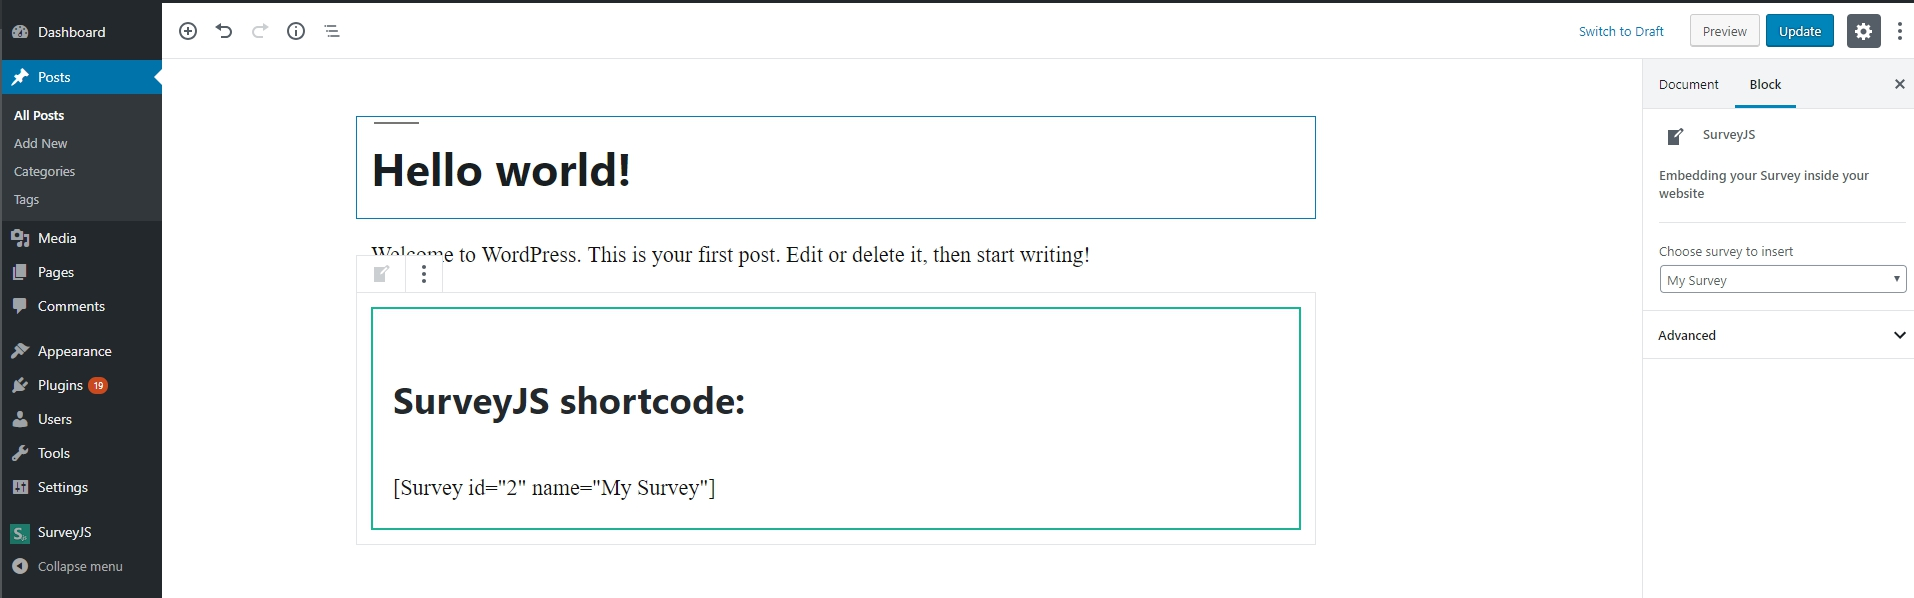 Dashboard
Posts
All Posts
Add New
Categories
Tags
Media
Pages
Comments
Appearance
Plugins 19
Users
Tools
Settings
SurveyJS
Collapse menu
Switch to Draft Preview Update
Hello world!
Welcome to WordPress. This is your first post. Edit or delete it, then start writing!
SurveyJS shortcode:
[Survey id="2" name="My Survey"]
Document Block
SurveyJS
Embedding your Survey inside your
website
Choose survey to insert
My Survey
Advanced